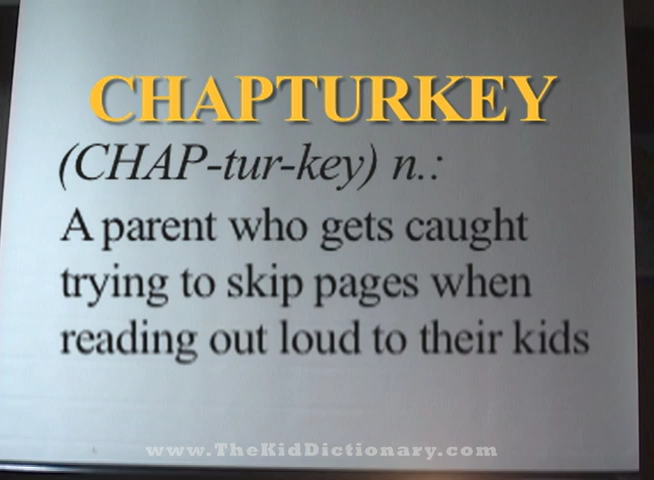 CHAPTURKEY
(CHAP-tur-key) n.:
A parent who gets caught
trying to skip pages when
reading out loud to their kids
www.TheKidDictionary.com